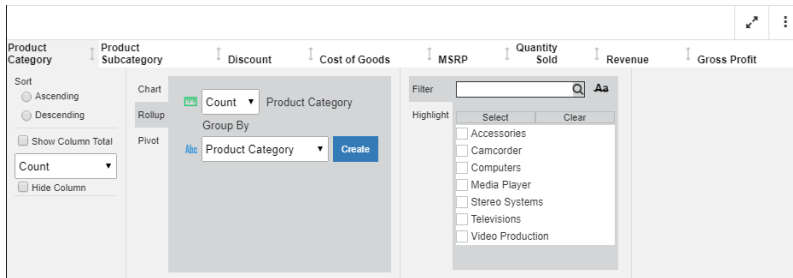 Product Category
Product Subcategory
Discount
Cost of Goods
MSRP
Quantity Sold
Revenue
Gross Profit
Sort
Ascending
Descending
Show Column Total
Count
Hide Column
Chart
Rollup
Pivot
Count Product Category
Group By
Abc Product Category Create
Filter
Aa
Highlight
Select Clear
Accessories
Camcorder
Computers
Media Player
Stereo Systems
Televisions
Video Production